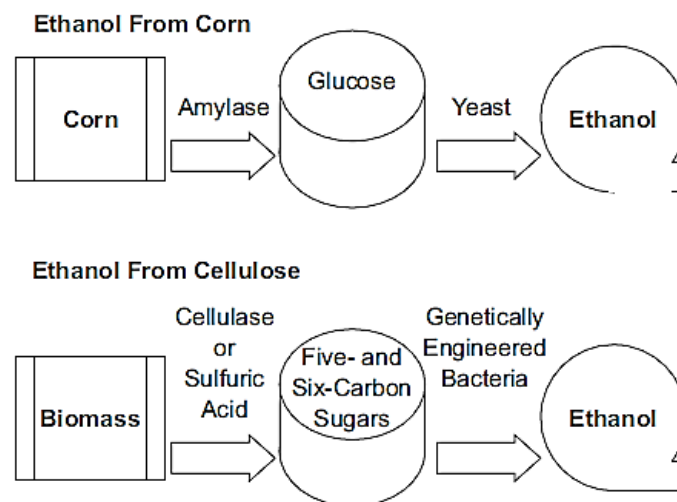 Ethanol From Corn
Corn
Amylase
Glucose
Yeast
Ethanol
Ethanol From Cellulose
Biomass
Cellulase
or
Sulfuric
Acid
Five- and
Six-Carbon
Sugars
Genetically
Engineered
Bacteria
Ethanol